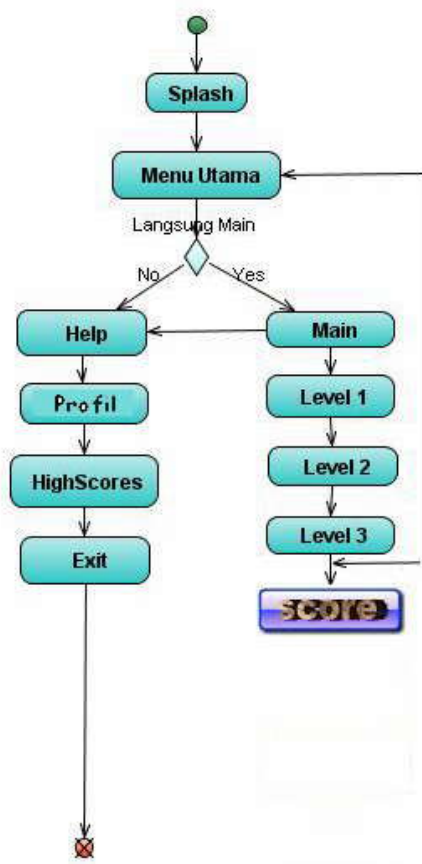 Splash
Menu Utama
Langsung Main
No
Yes
Help
Main
Profil
Level 1
HighScores
Level 2
Exit
Level 3
score